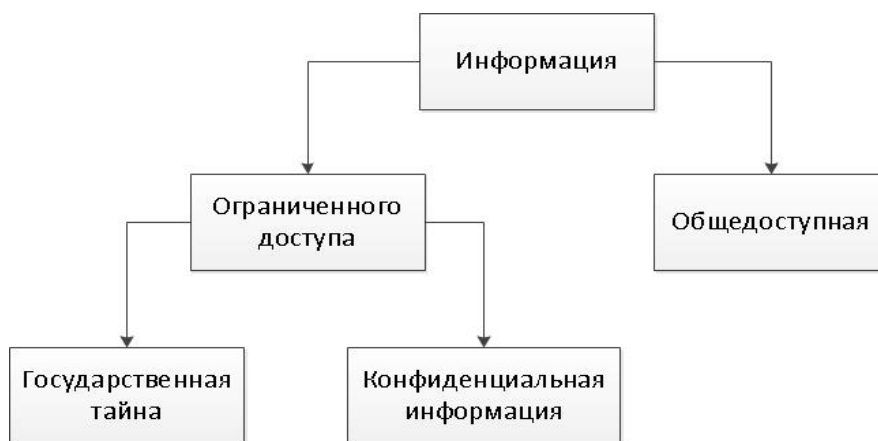 Информация
Ограниченного
доступа
Общедоступная
Государственная
тайна
Конфиденциальная
информация